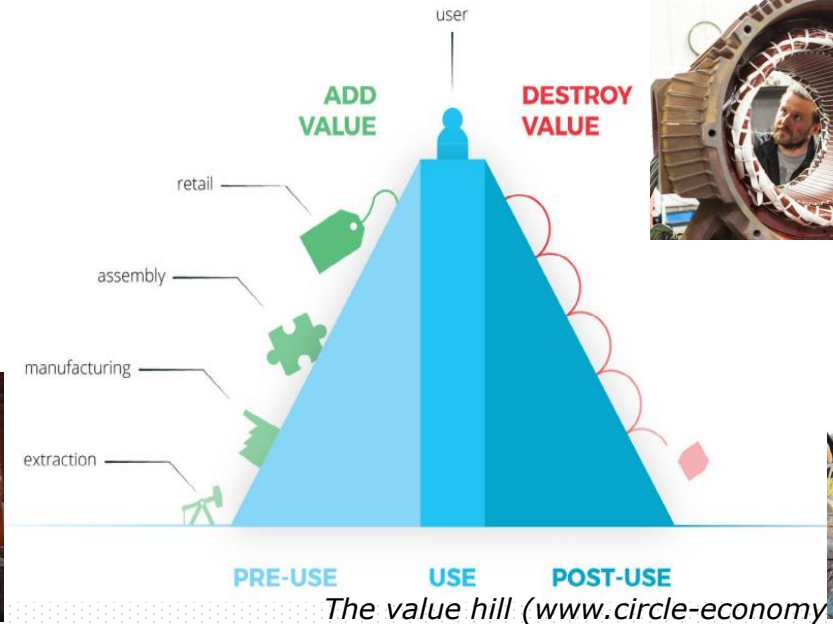 user
ADD
VALUE
DESTROY
VALUE
retail
assembly
manufacturing
extraction
PRE-USE
USE
POST-USE
The value hill (www.circle-economy